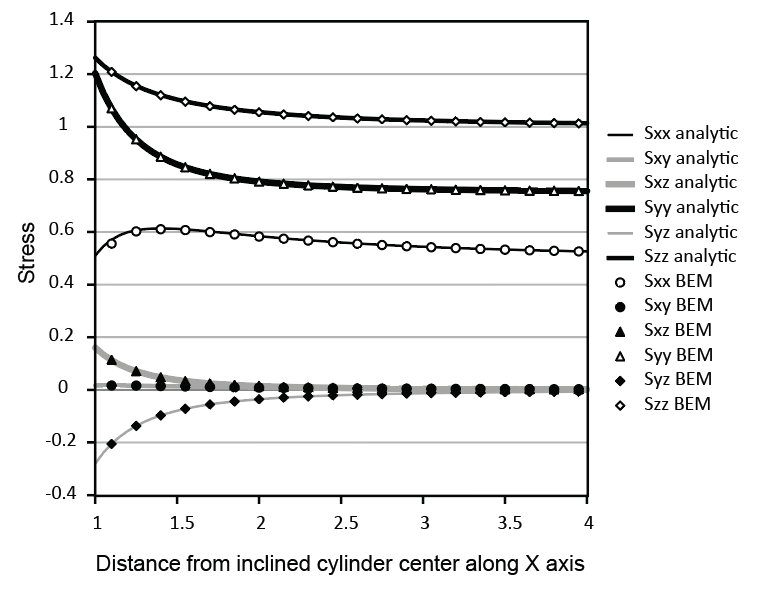 1.4
1.2
1
0.8
0.6
0.4
0.2
0
-0.2
-0.4
Stress
1 1.5 2 2.5 3 3.5 4
Distance from inclined cylinder center along X axis
Sxx analytic
Sxy analytic
Sxz analytic
Syy analytic
Syz analytic
Szz analytic
Sxx BEM
Sxy BEM
Sxz BEM
Syy BEM
Syz BEM
Szz BEM